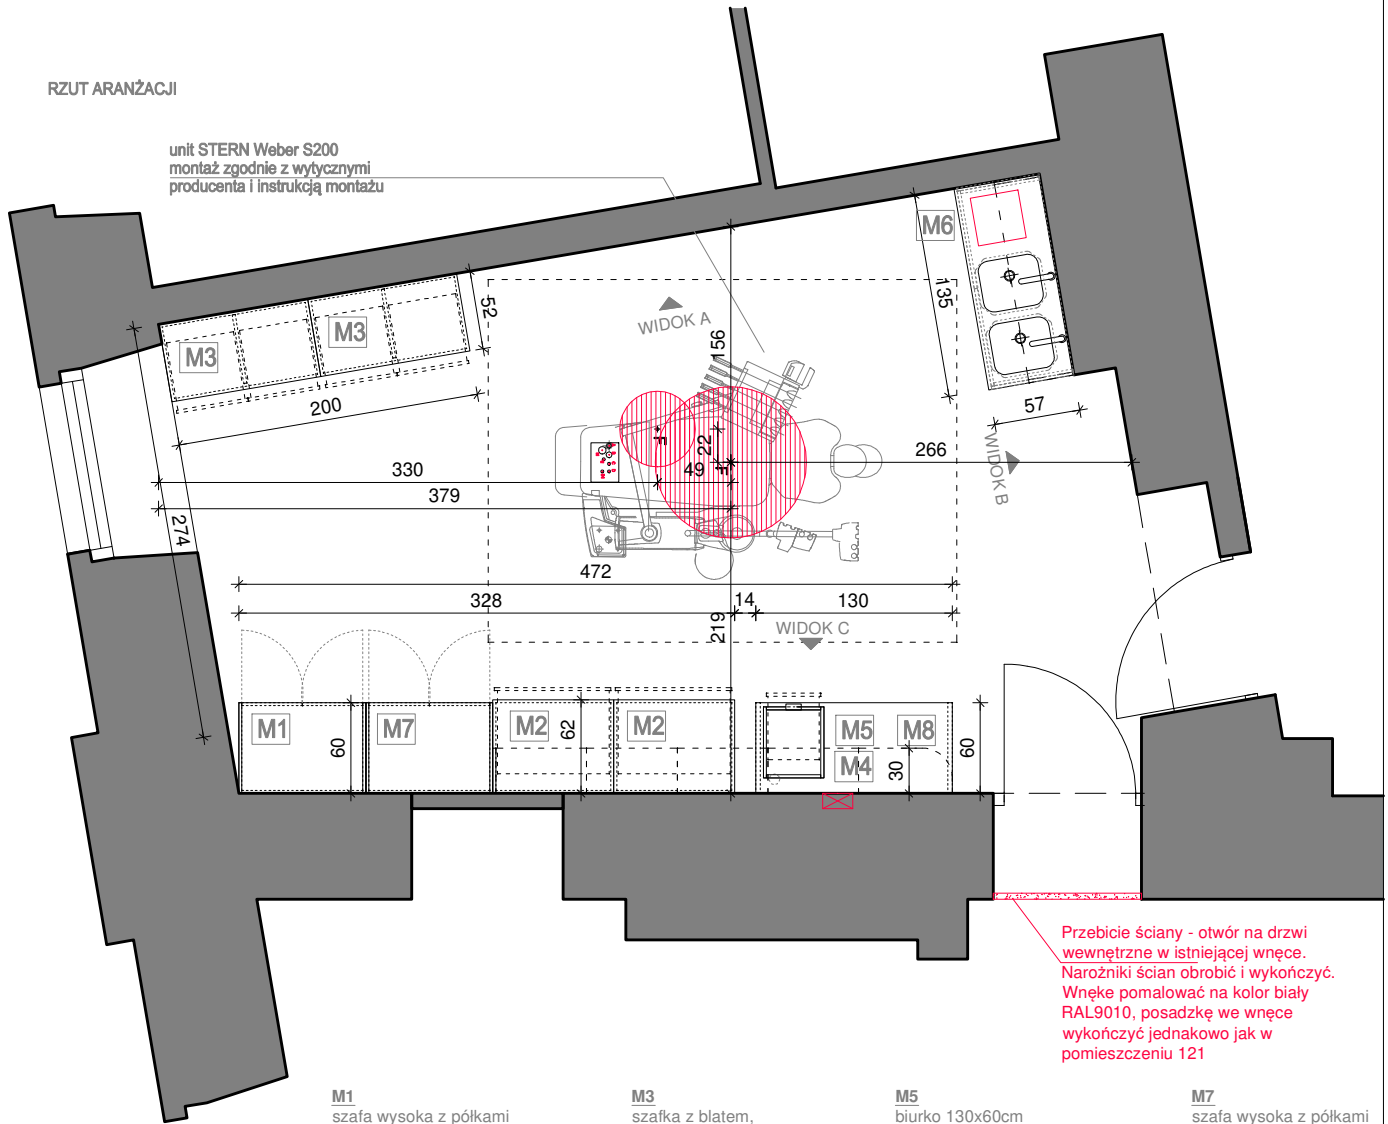 RZUT ARANŻACJI
unit STERN Weber S200
montaż zgodnie z wytycznymi
producenta i instrukcją montażu
M6
WIDOK A
135
52
M3
M3
156
200
57
22
F
F
266
WIDOK B
330
49
379
274
472
328
14
130
219
WIDOK C
M1
60
M7
M2
62
M2
M5
M8
M4
30
60
Przebicie ściany - otwór na drzwi
wewnętrzne w istniejącej wnęce.
Narożniki ścian obrobić i wykończyć.
Wnęke pomalować na kolor biały
RAL9010, posadzkę we wnęce
wykończyć jednakowo jak w
pomieszczeniu 121
M1
szafa wysoka z półkami
M3
szafka z blatem,
M5
biurko 130x60cm
M7
szafa wysoka z półkami